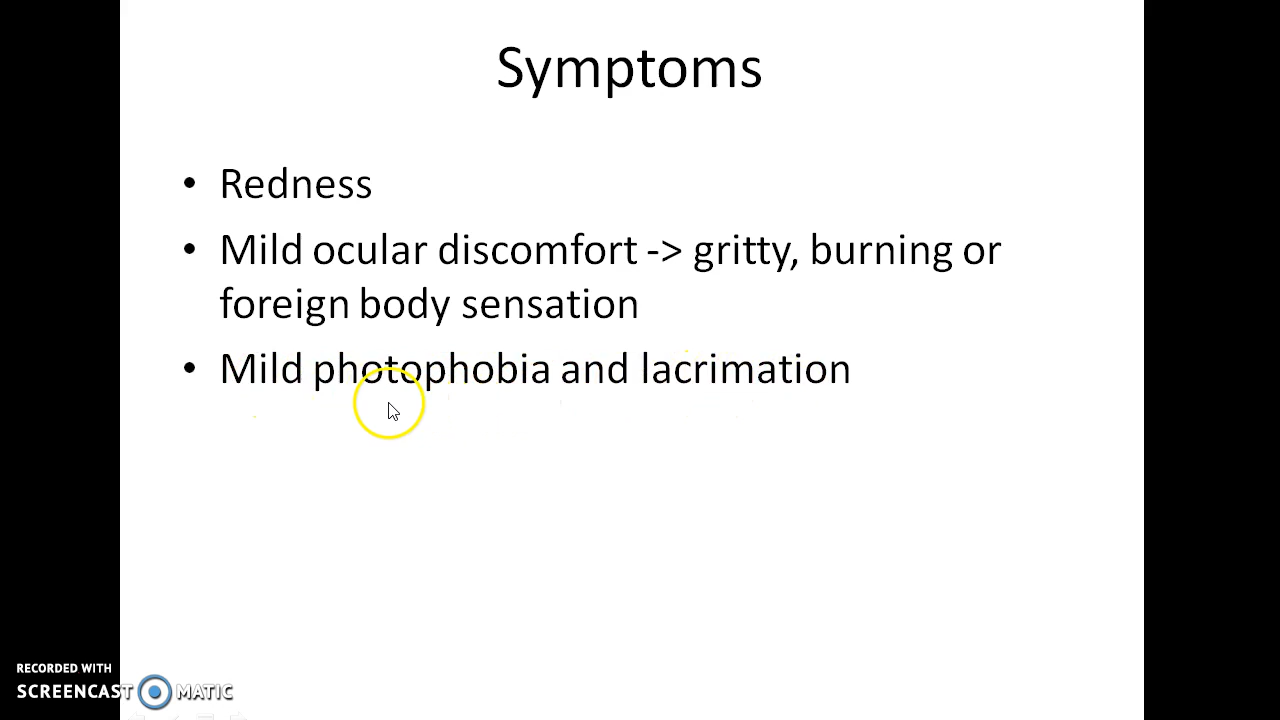 Symptoms
• Redness
• Mild ocular discomfort -> gritty, burning or
foreign body sensation
• Mild photophobia and lacrimation
RECORDED WITH
SCREENCAST MATIC